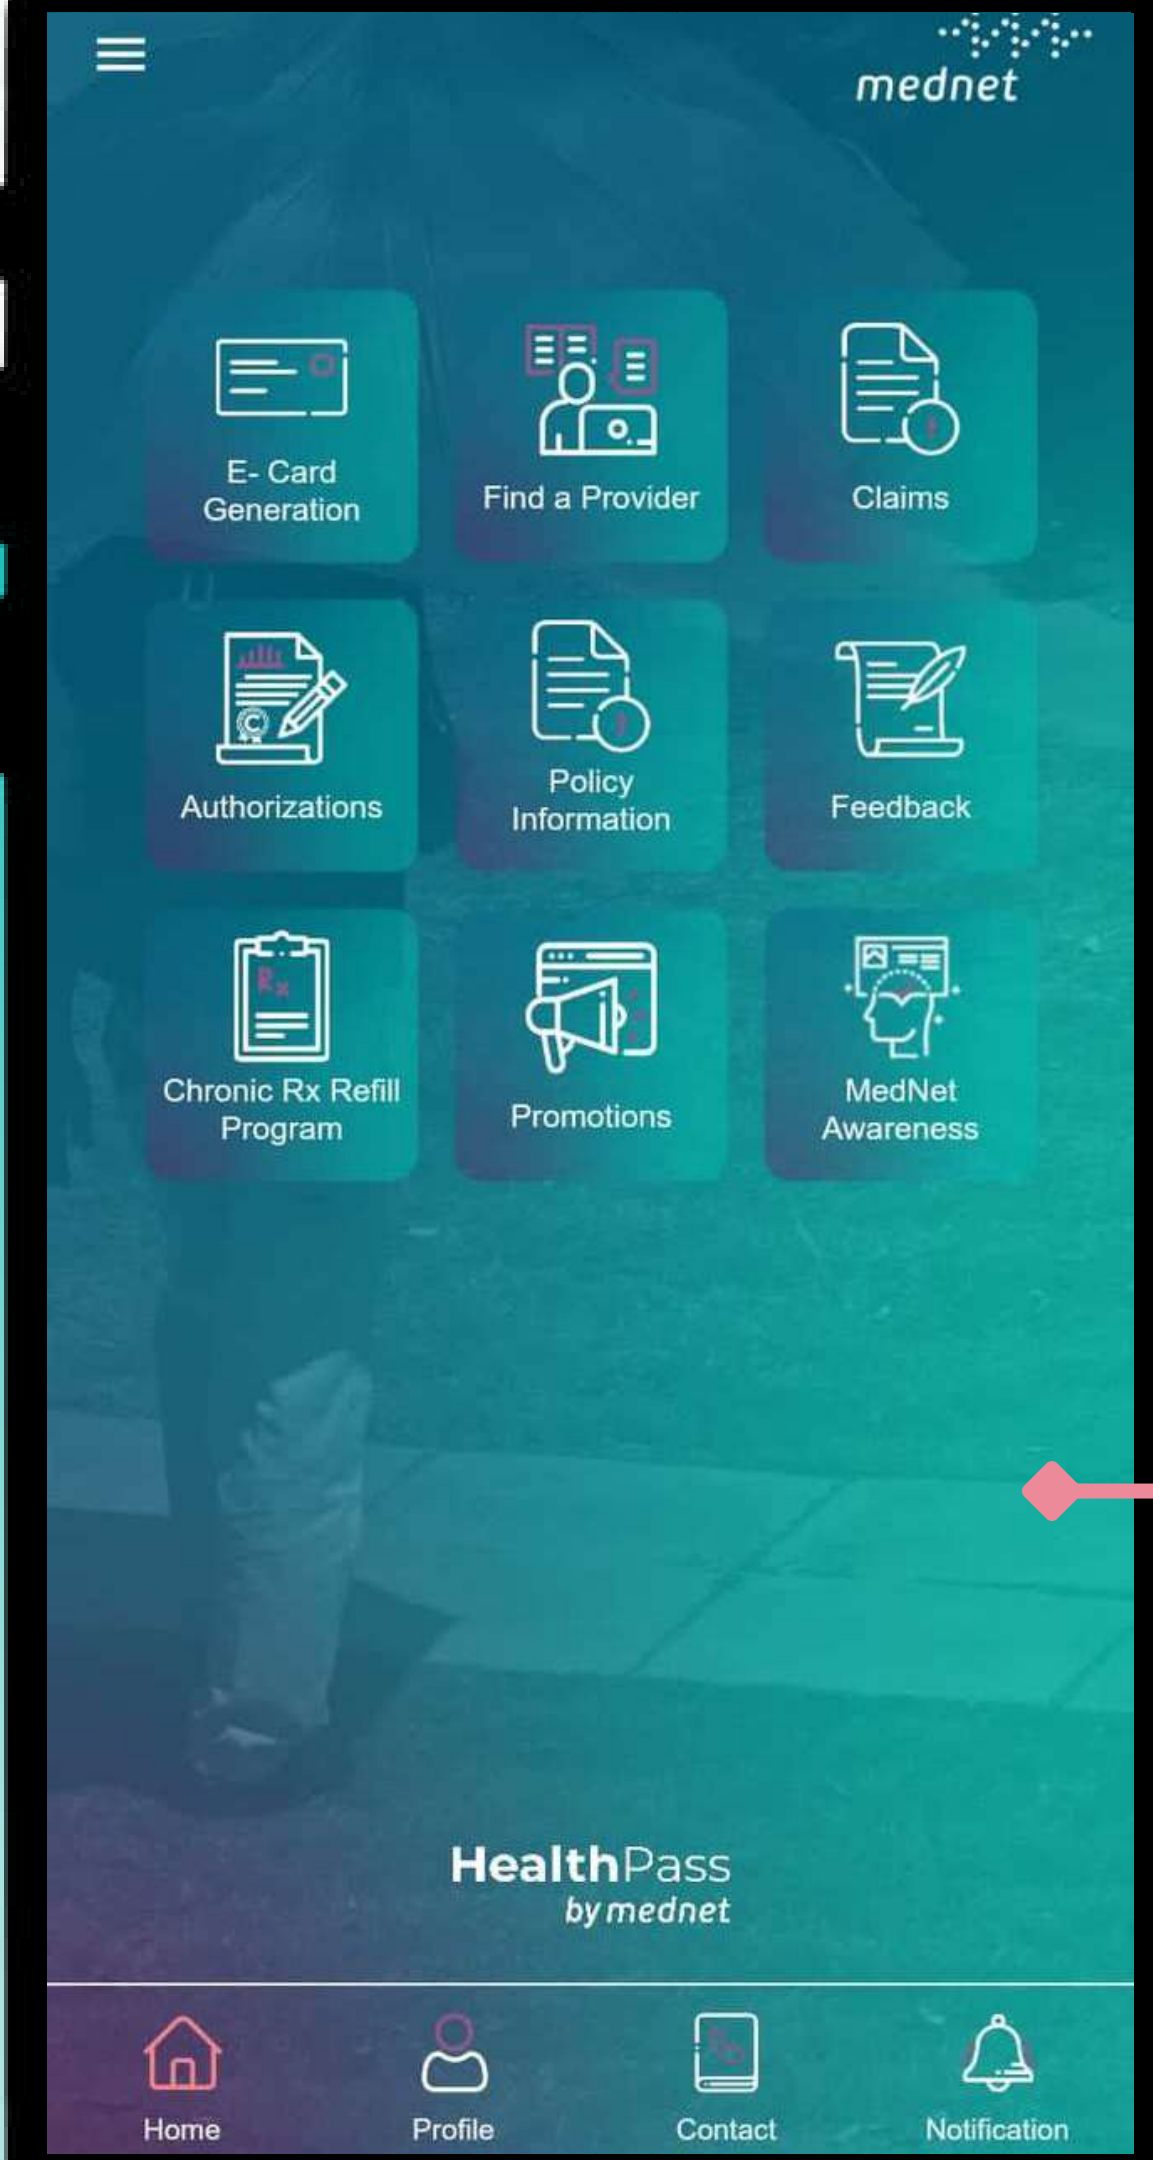 mednet
E- Card
Generation
Find a Provider
Claims
Authorizations
Policy
Information
Feedback
Rx
Chronic Rx Refill
Program
Promotions
MedNet
Awareness
HealthPass
by mednet
Home
Profile
Contact
Notification